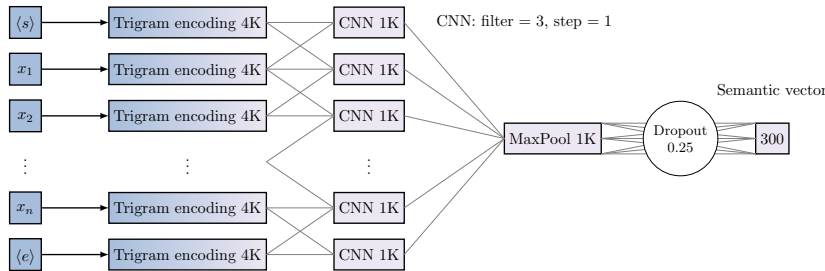 ⟨s⟩ Trigram encoding 4K CNN 1K CNN: filter = 3, step = 1
x₁ Trigram encoding 4K CNN 1K
Semantic vector
x₂ Trigram encoding 4K CNN 1K
MaxPool 1K Dropout 0.25 300
⋮ ⋮ ⋮
xₙ Trigram encoding 4K CNN 1K
⟨e⟩ Trigram encoding 4K CNN 1K